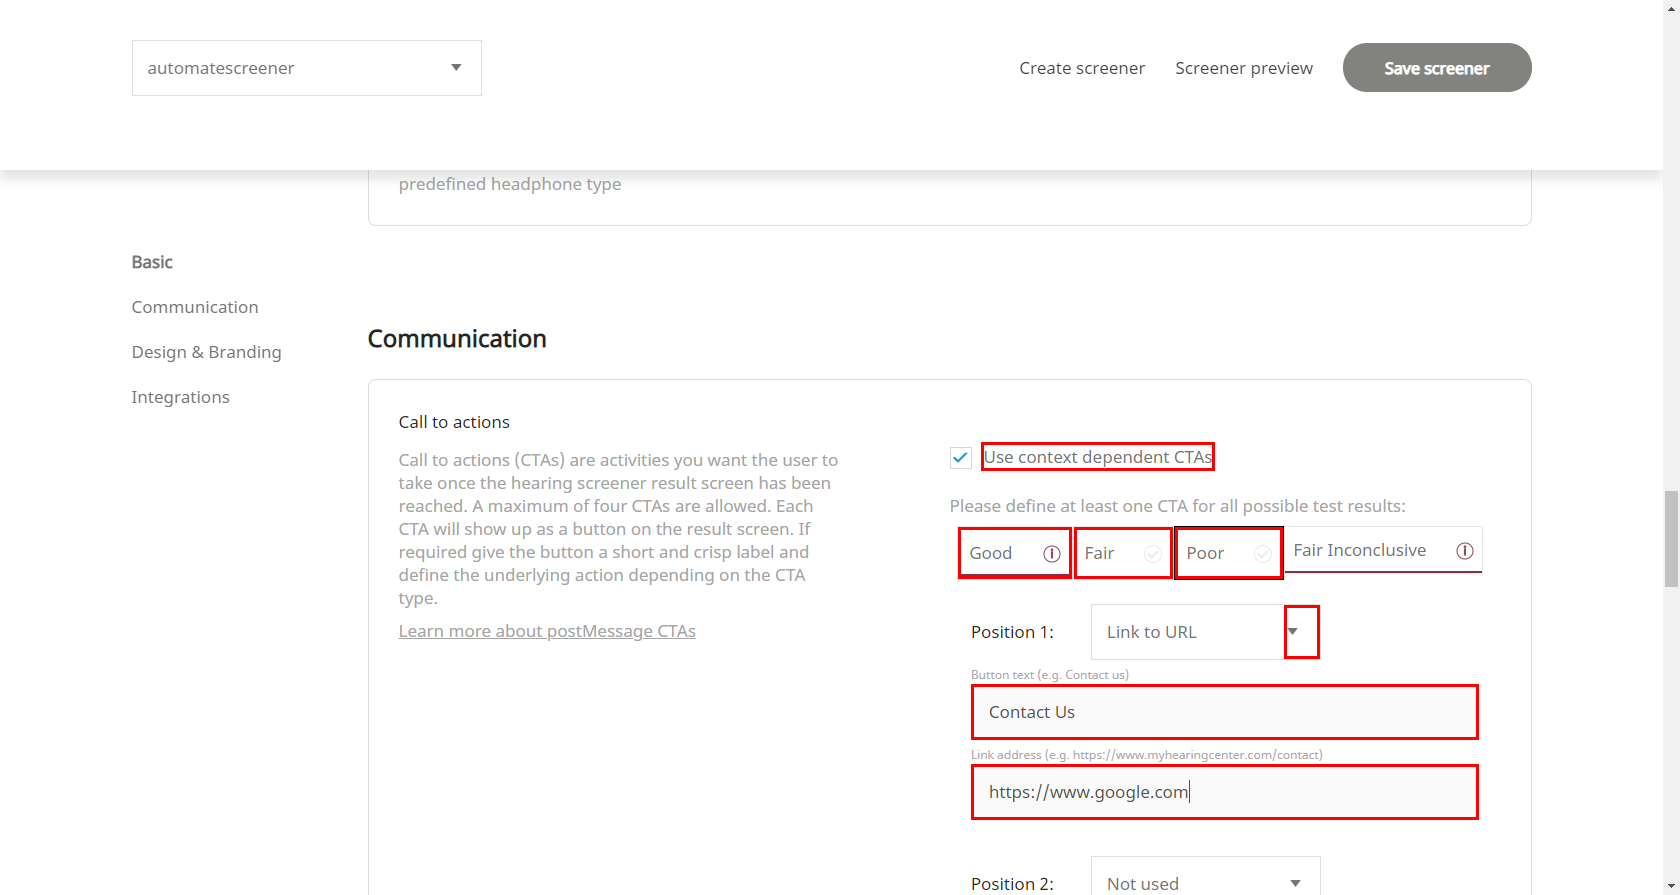 automatescreener
Create screener
Screener preview
Save screener
predefined headphone type
Basic
Communication
Design & Branding
Integrations
Communication
Call to actions
Call to actions (CTAs) are activities you want the user to
take once the hearing screener result screen has been
reached. A maximum of four CTAs are allowed. Each
CTA will show up as a button on the result screen. If
required give the button a short and crisp label and
define the underlying action depending on the CTA
type.
Learn more about postMessage CTAs
Use context dependent CTAs
Please define at least one CTA for all possible test results:
Good
Fair
Poor
Fair Inconclusive
Position 1:
Link to URL
Button text (e.g. Contact us)
Contact Us
Link address (e.g. https://www.myhearingcenter.com/contact)
https://www.google.com
Position 2:
Not used